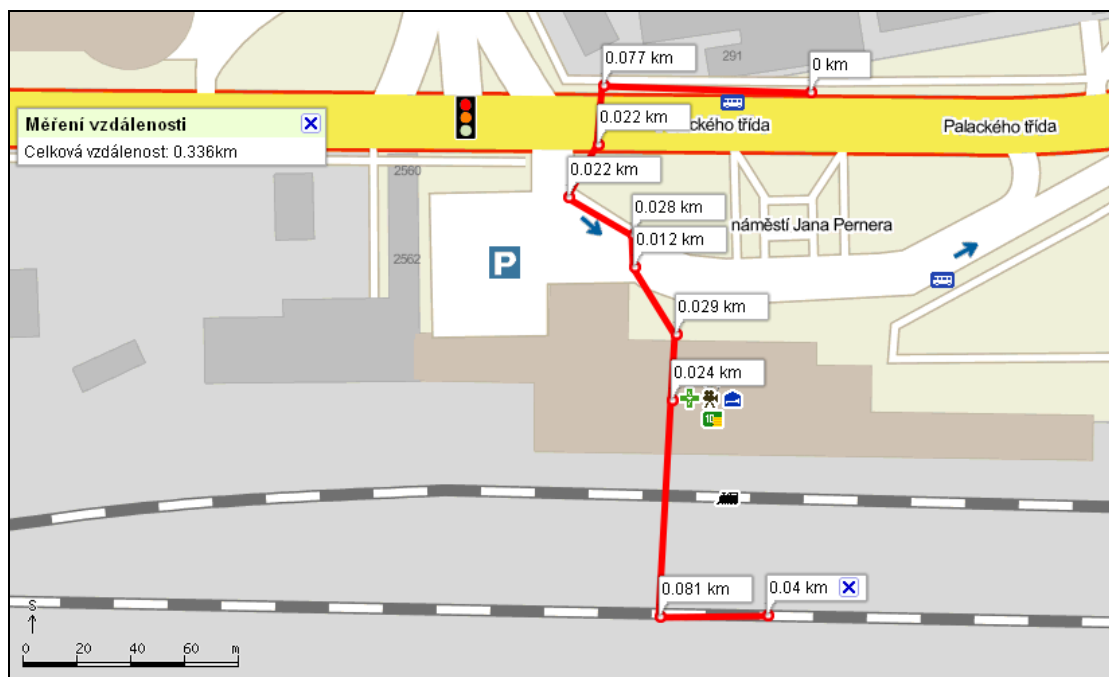 0.077 km
291
0 km
Měření vzdálenosti
Celková vzdálenost: 0.336km
0.022 km
ckého třída
Palackého třída
2560
0.022 km
0.028 km
náměstí Jana Pernera
0.012 km
2562
P
0.029 km
0.024 km
10
0.081 km
0.04 km
S
0 20 40 60 m